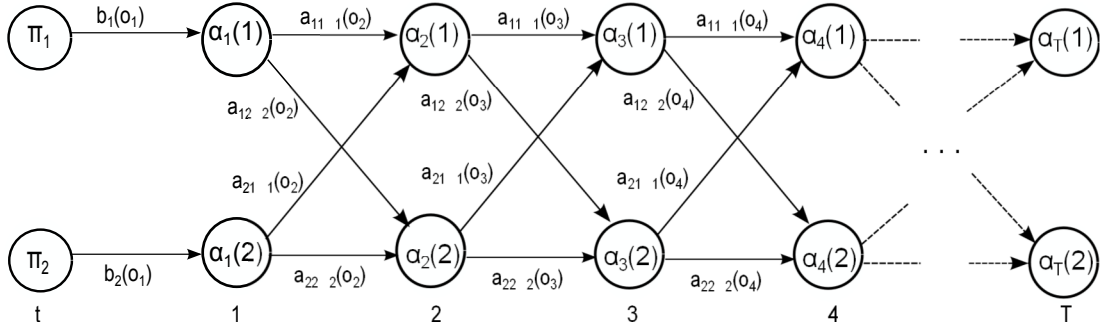 b₁(o₁) a₁₁ ₁(o₂) a₁₁ ₁(o₃) a₁₁ ₁(o₄)
π₁ α₁(1) α₂(1) α₃(1) α₄(1) α_T(1)
a₁₂ ₂(o₂) a₁₂ ₂(o₃) a₁₂ ₂(o₄)
. . .
a₂₁ ₁(o₂) a₂₁ ₁(o₃) a₂₁ ₁(o₄)
π₂ α₁(2) α₂(2) α₃(2) α₄(2) α_T(2)
b₂(o₁) a₂₂ ₂(o₂) a₂₂ ₂(o₃) a₂₂ ₂(o₄)
t 1 2 3 4 T